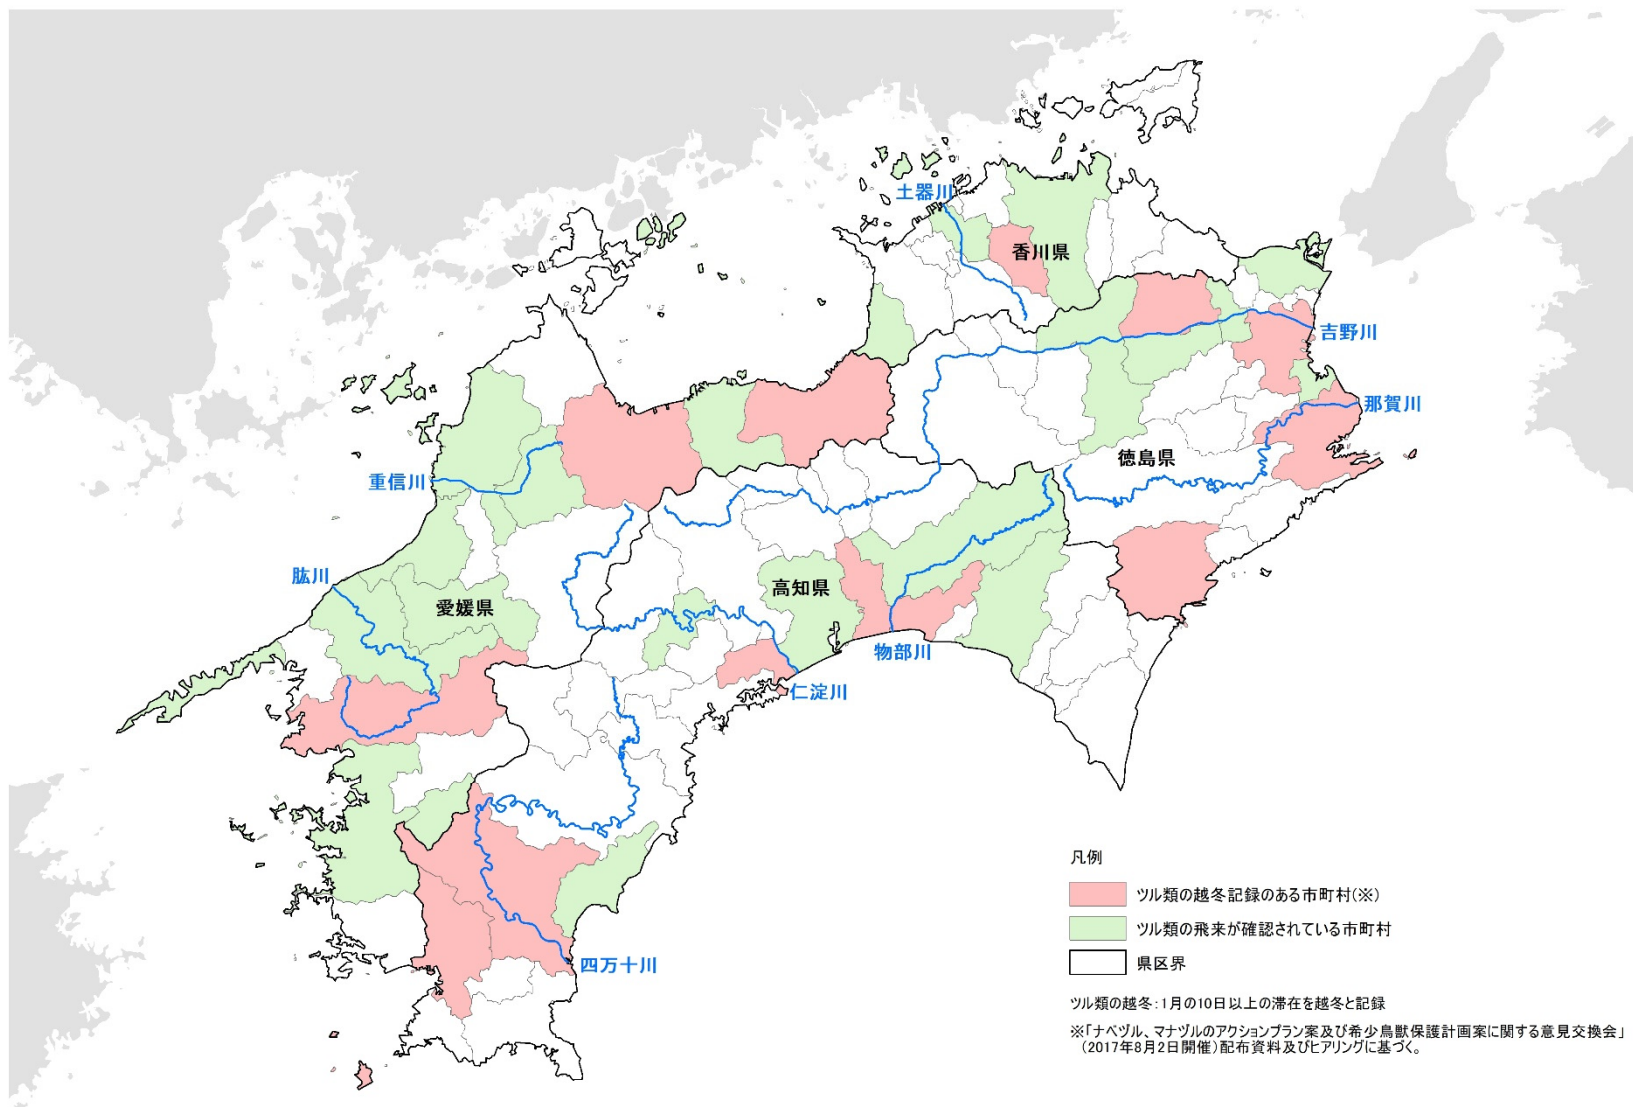 土器川
香川県
吉野川
那賀川
徳島県
重信川
肱川
愛媛県
高知県
物部川
仁淀川
四万十川
凡例
ツル類の越冬記録のある市町村(※)
ツル類の飛来が確認されている市町村
県区界
ツル類の越冬:1月の10日以上の滞在を越冬と記録
※「ナベヅル、マナヅルのアクションプラン案及び希少鳥獣保護計画案に関する意見交換会」
(2017年8月2日開催)配布資料及びヒアリングに基づく。